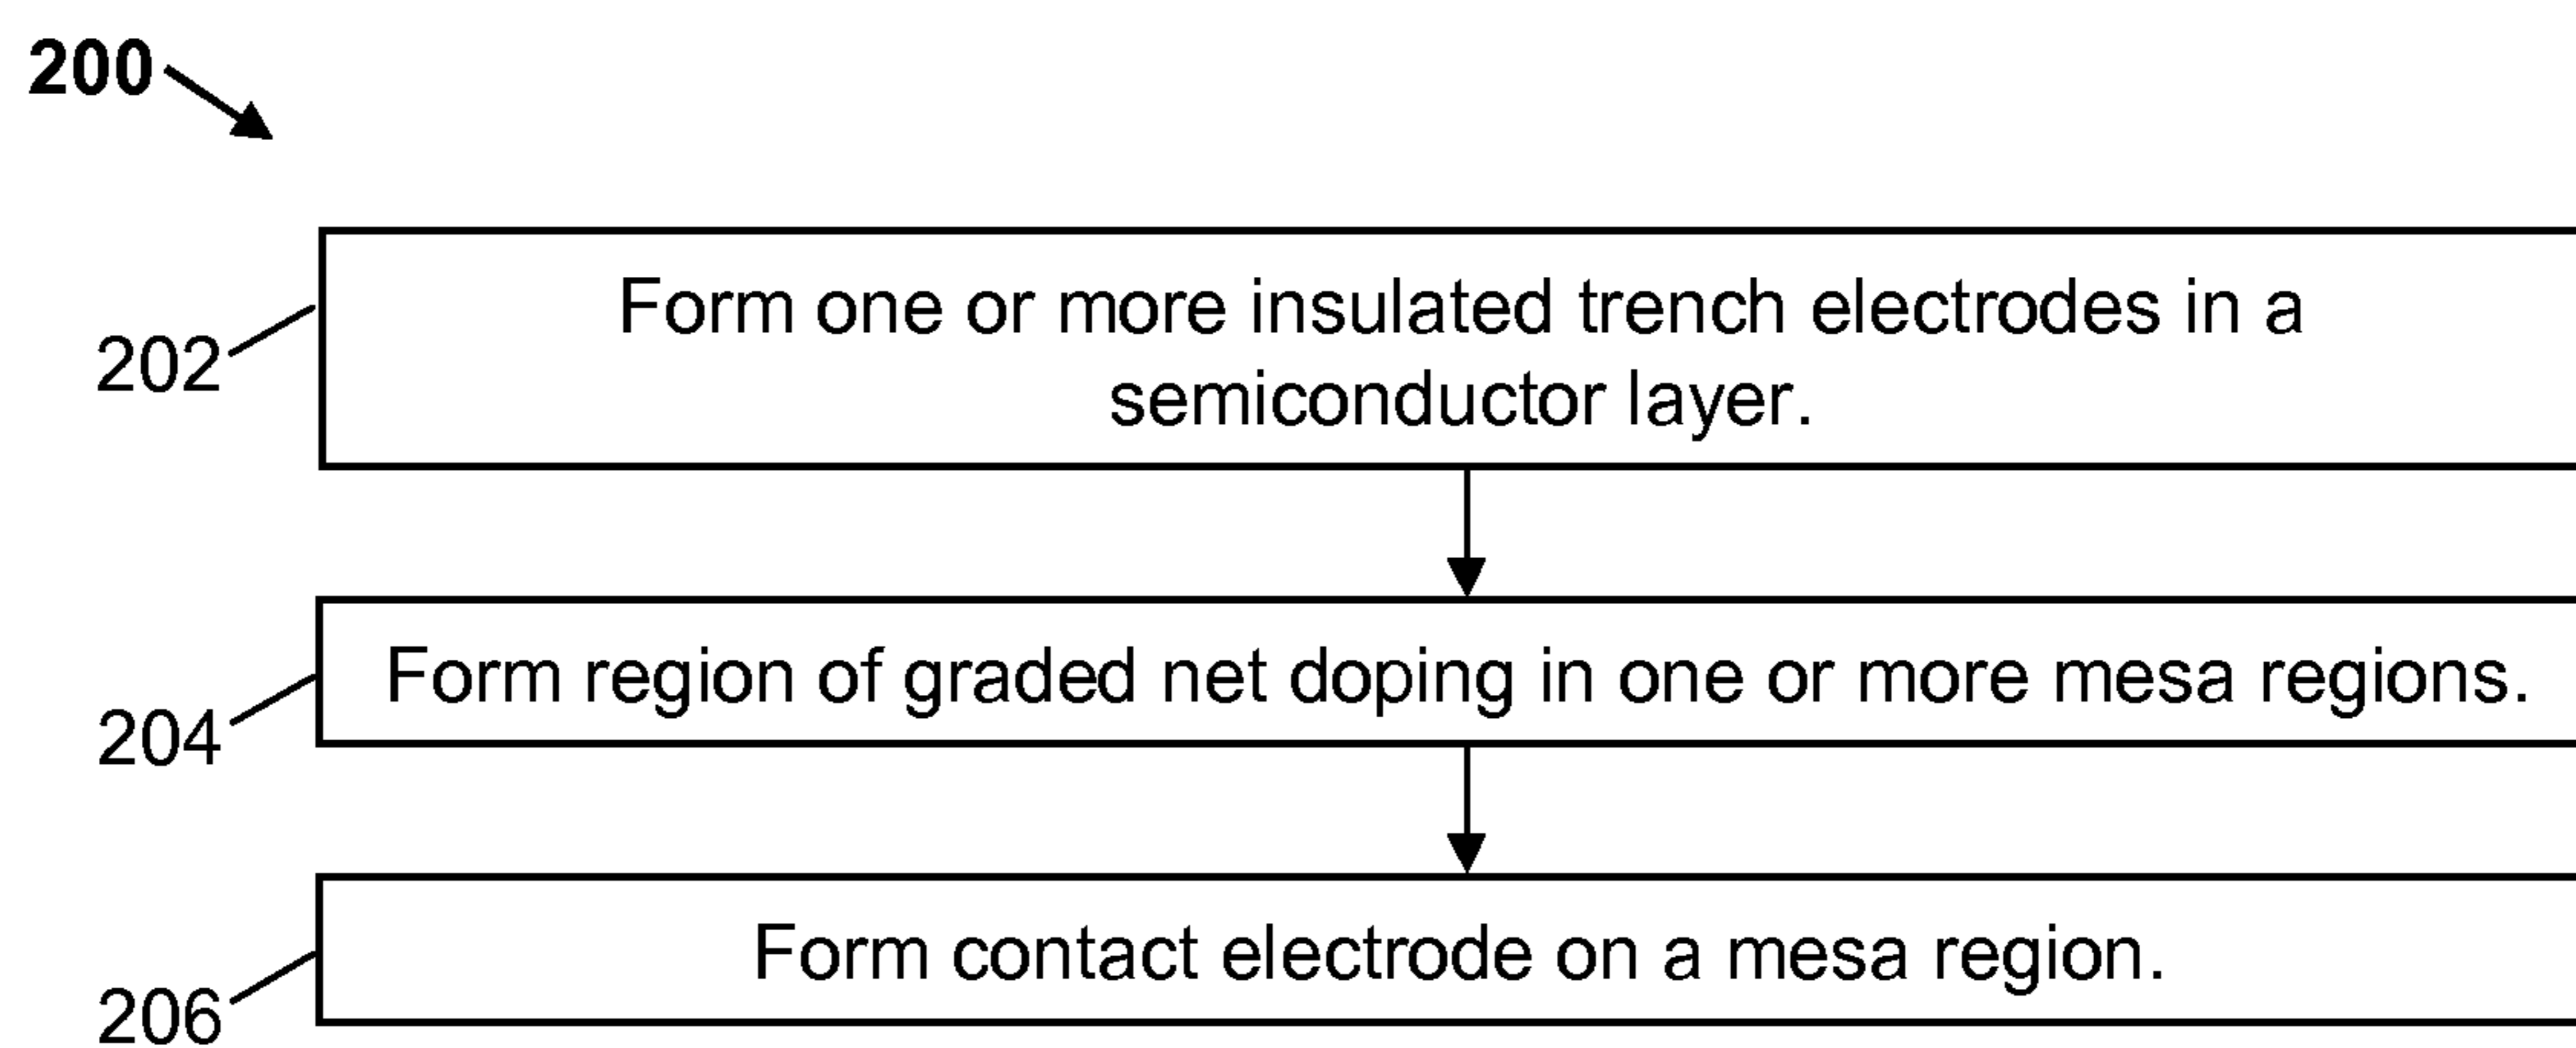 200
202
Form one or more insulated trench electrodes in a
semiconductor layer.
204
Form region of graded net doping in one or more mesa regions.
206
Form contact electrode on a mesa region.